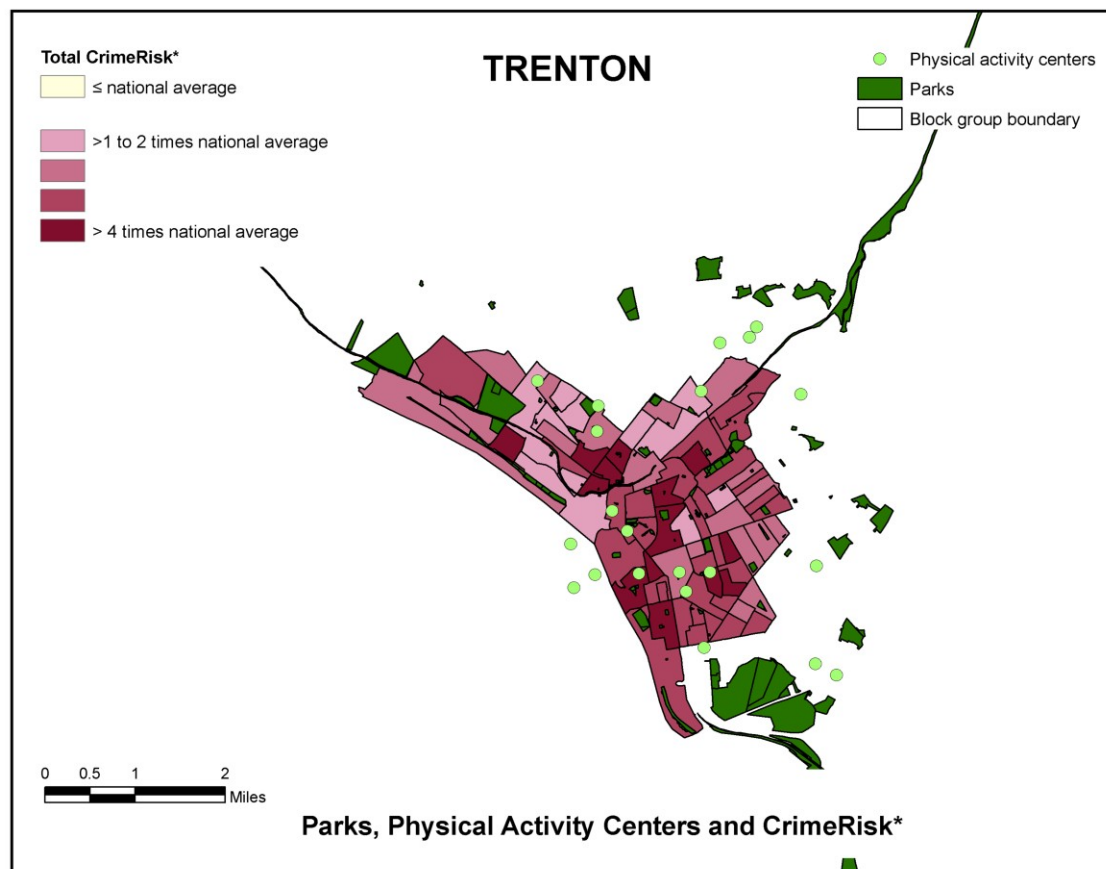 TRENTON
Total CrimeRisk*
≤ national average
>1 to 2 times national average
> 4 times national average
Physical activity centers
Parks
Block group boundary
0 0.5 1 2
Miles
Parks, Physical Activity Centers and CrimeRisk*